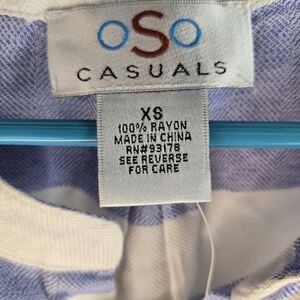 oSo
CASUALS
XS
100% RAYON
MADE IN CHINA
RN#93178
SEE REVERSE
FOR CARE